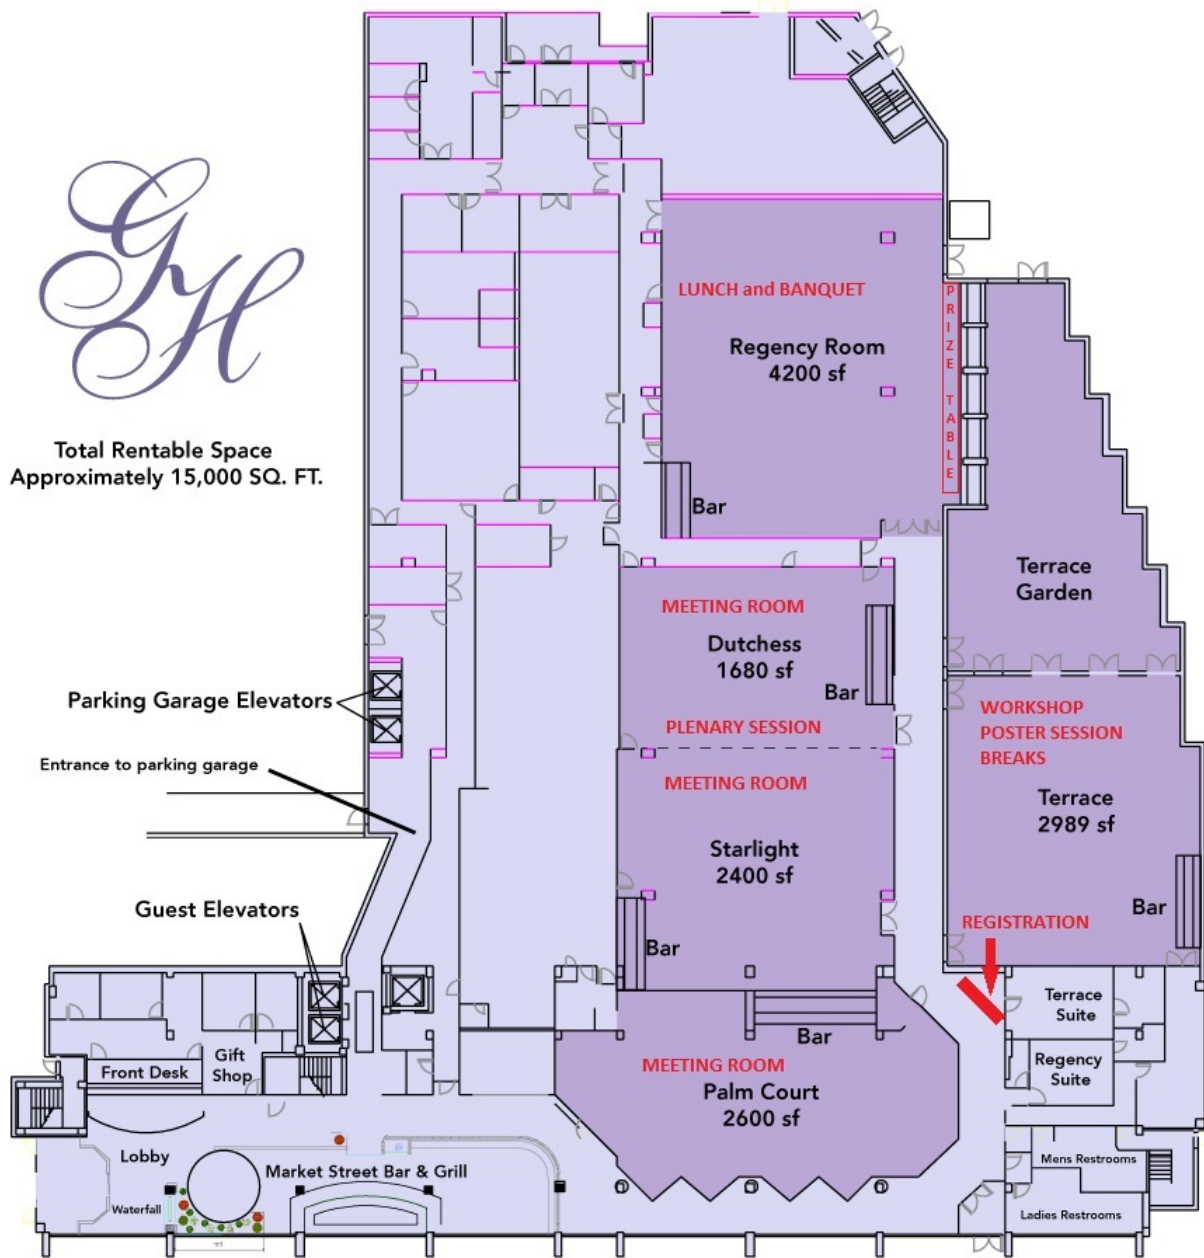 GH
Total Rentable Space
Approximately 15,000 SQ. FT.
LUNCH and BANQUET
Regency Room
4200 sf
PRIZE TABLE
Bar
Terrace
Garden
MEETING ROOM
Dutchess
1680 sf
Bar
PLENARY SESSION
MEETING ROOM
Starlight
2400 sf
Bar
Parking Garage Elevators
Entrance to parking garage
Guest Elevators
WORKSHOP
POSTER SESSION
BREAKS
Terrace
2989 sf
Bar
REGISTRATION
Terrace
Suite
Regency
Suite
Bar
MEETING ROOM
Palm Court
2600 sf
Gift
Shop
Front Desk
Lobby
Market Street Bar & Grill
Waterfall
Mens Restrooms
Ladies Restrooms